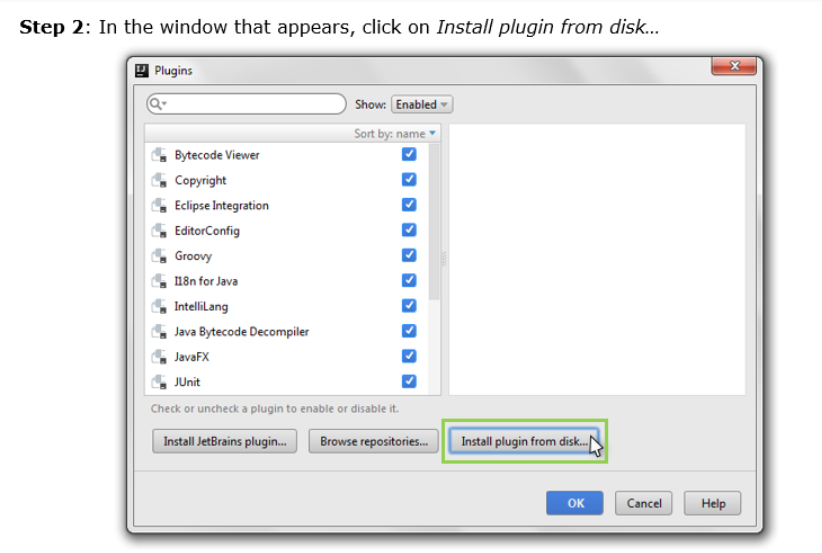 Step 2: In the window that appears, click on Install plugin from disk...
Plugins
Show: Enabled
Sort by: name
Bytecode Viewer
Copyright
Eclipse Integration
EditorConfig
Groovy
I18n for Java
IntelliLang
Java Bytecode Decompiler
JavaFX
JUnit
Check or uncheck a plugin to enable or disable it.
Install JetBrains plugin... Browse repositories... Install plugin from disk...
OK Cancel Help